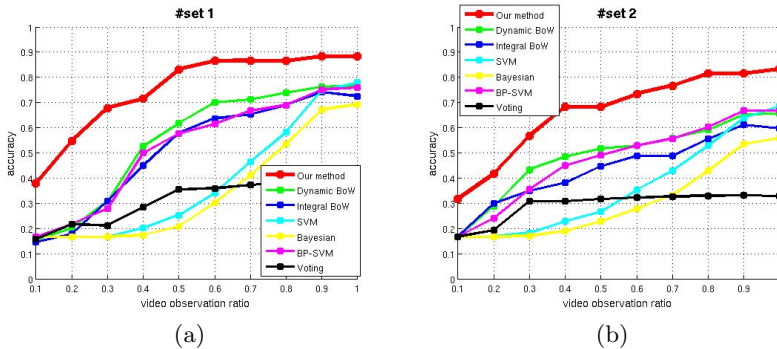 #set 1
accuracy
1
0.9
0.8
0.7
0.6
0.5
0.4
0.3
0.2
0.1
0
Our method
Dynamic BoW
Integral BoW
SVM
Bayesian
BP-SVM
Voting
0.1 0.2 0.3 0.4 0.5 0.6 0.7 0.8 0.9 1
video observation ratio
(a)
#set 2
Our method
Dynamic BoW
Integral BoW
SVM
Bayesian
BP-SVM
Voting
accuracy
1
0.9
0.8
0.7
0.6
0.5
0.4
0.3
0.2
0.1
0
0.1 0.2 0.3 0.4 0.5 0.6 0.7 0.8 0.9
video observation ratio
(b)